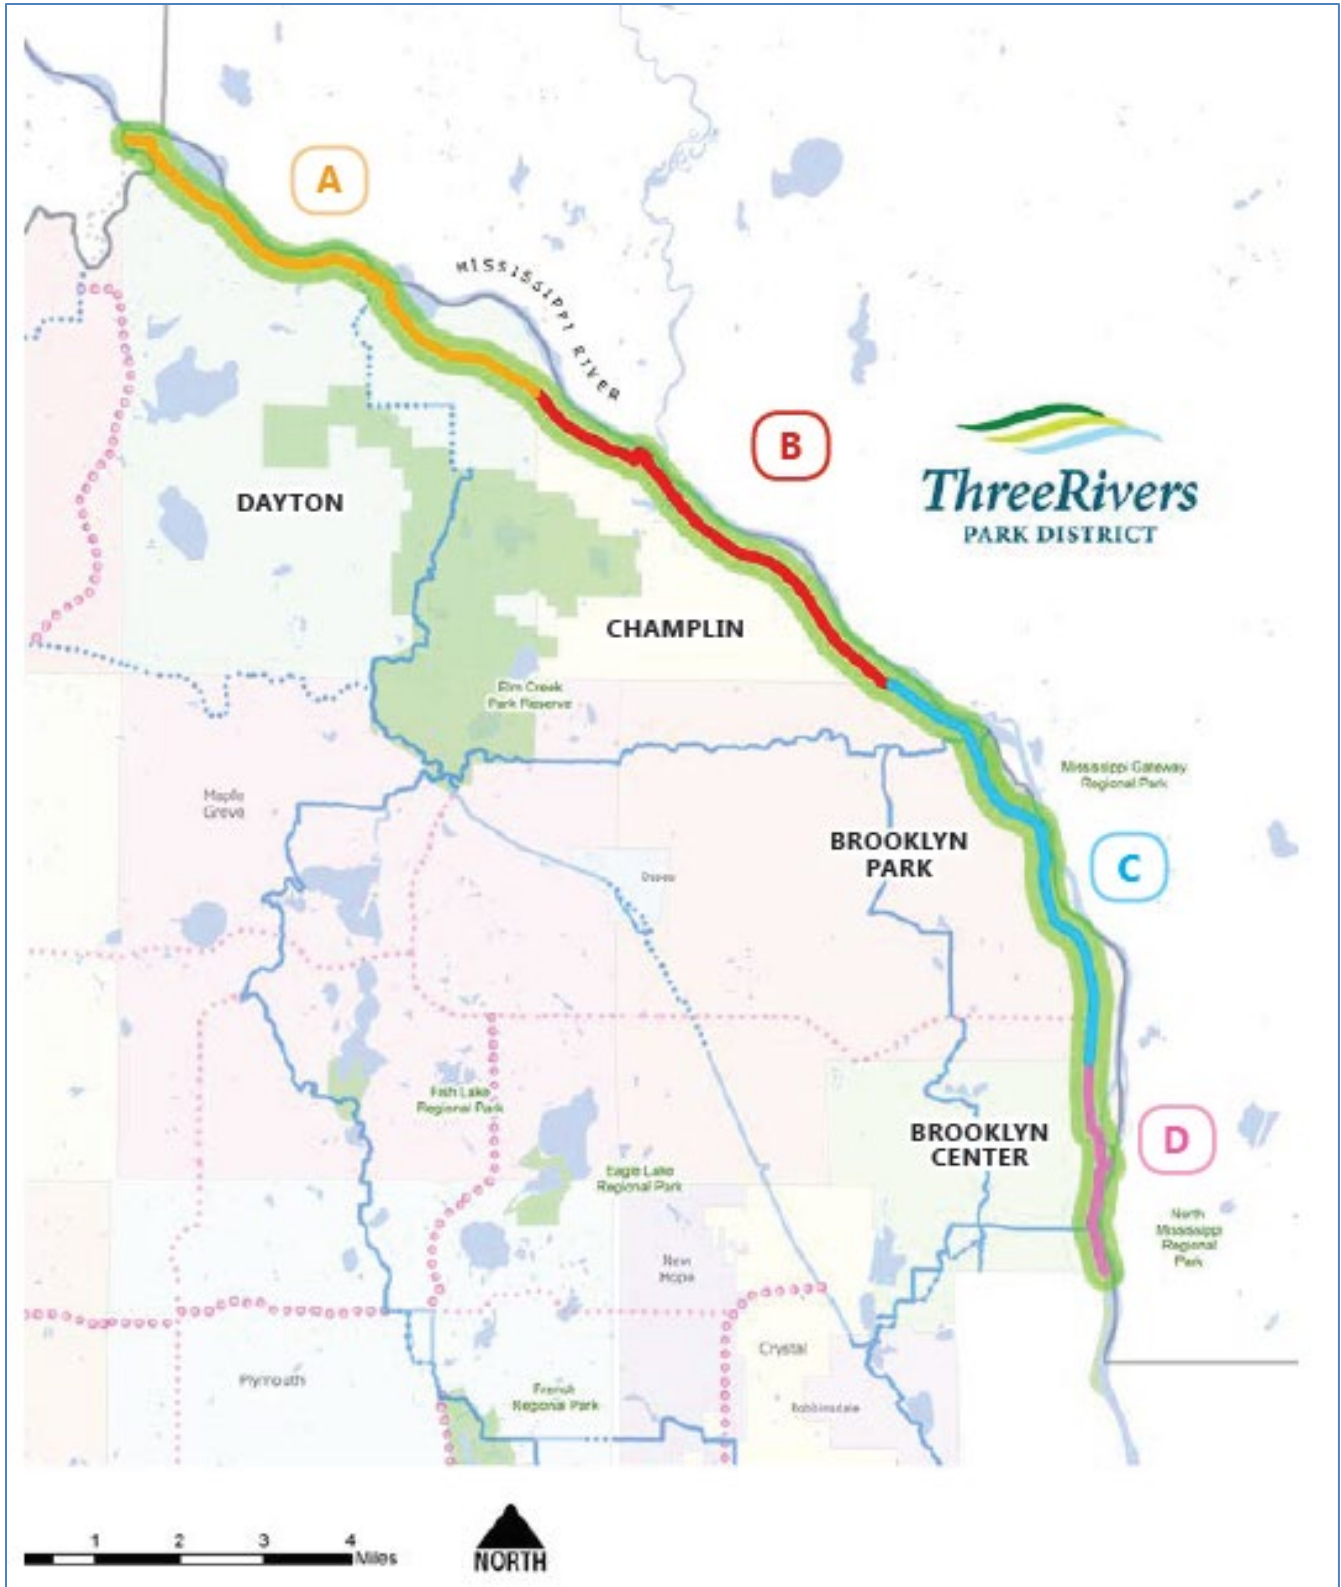 A
MISSISSIPPI RIVER
B
ThreeRivers
PARK DISTRICT
DAYTON
CHAMPLIN
Elm Creek
Park Reserve
Mississippi Gateway
Regional Park
Maple
Grove
BROOKLYN
PARK
C
Osseo
Fish Lake
Regional Park
BROOKLYN
CENTER
D
Eagle Lake
Regional Park
North
Mississippi
Regional
Park
New
Hope
Crystal
Plymouth
French
Regional Park
Robbinsdale
1 2 3 4
Miles
NORTH